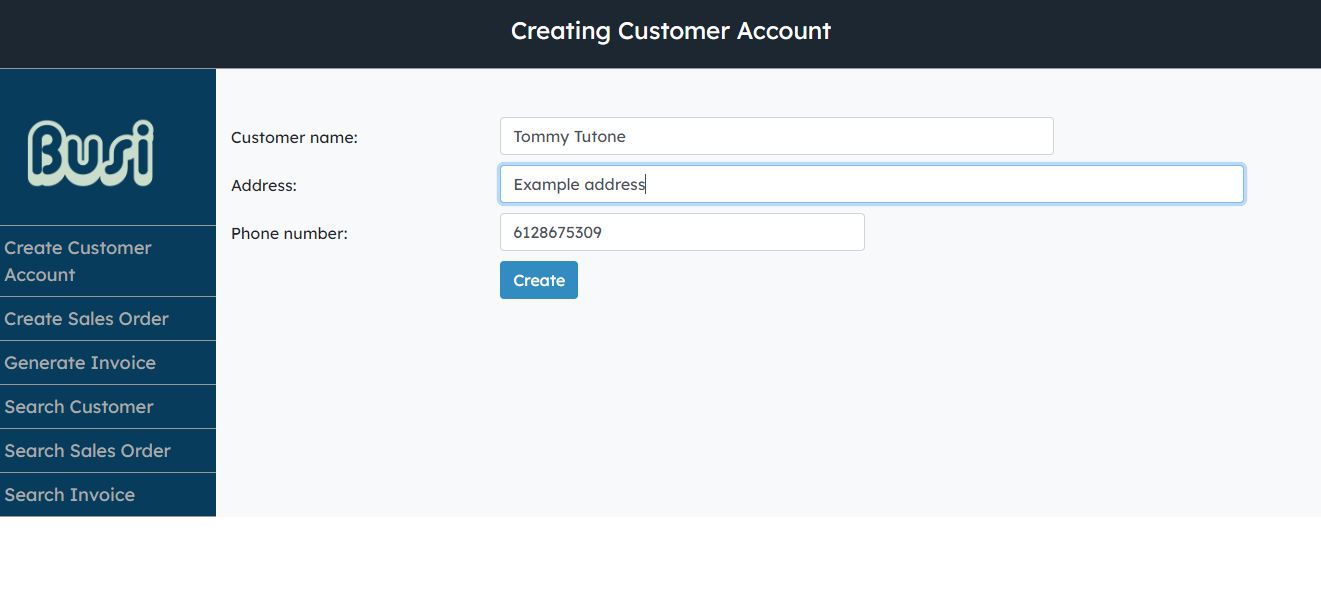 Creating Customer Account
Busi
Create Customer
Account
Create Sales Order
Generate Invoice
Search Customer
Search Sales Order
Search Invoice
Customer name:
Tommy Tutone
Address:
Example address
Phone number:
6128675309
Create